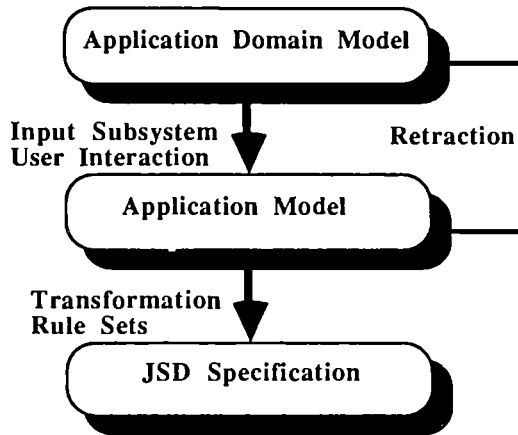 Application Domain Model
Input Subsystem
User Interaction
Retraction
Application Model
Transformation
Rule Sets
JSD Specification